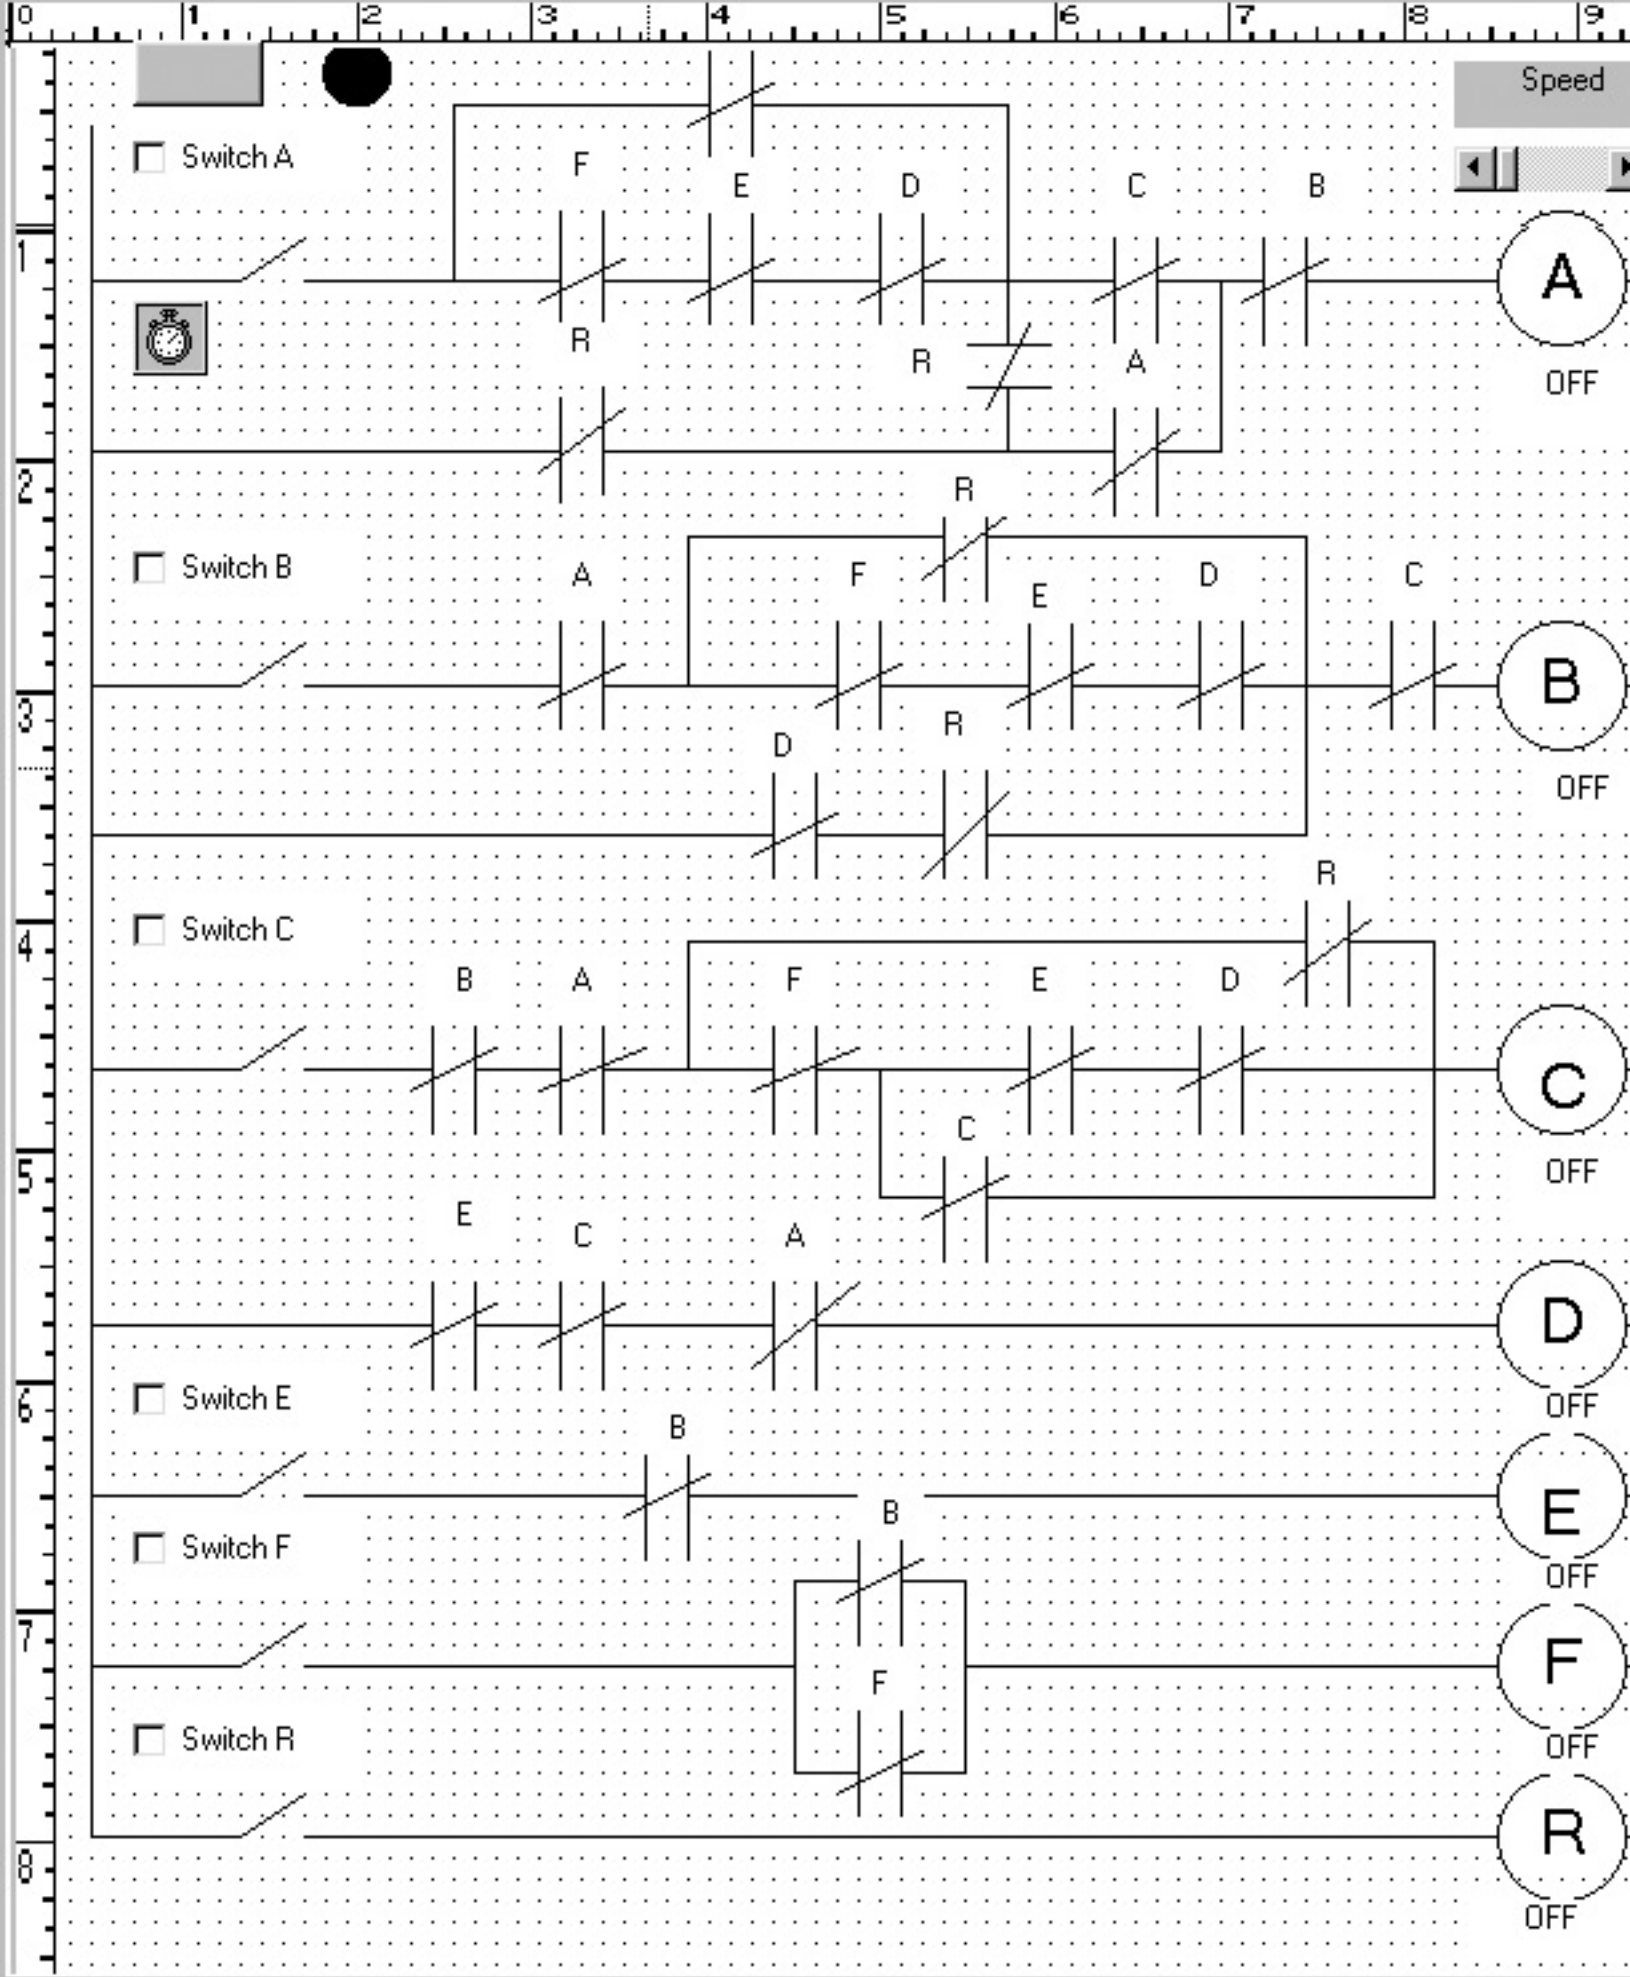 0 1 2 3 4 5 6 7 8 9
Speed
Switch A
F
E D C B
1
A
OFF
R
R A
2
R
Switch B
A F D C
E
B
3
R
D
OFF
R
4
Switch C
B A F E D
C
C
5
OFF
E
C A
D
6
Switch E
OFF
B
E
B
Switch F
OFF
7
F
F
Switch R
OFF
R
8
OFF